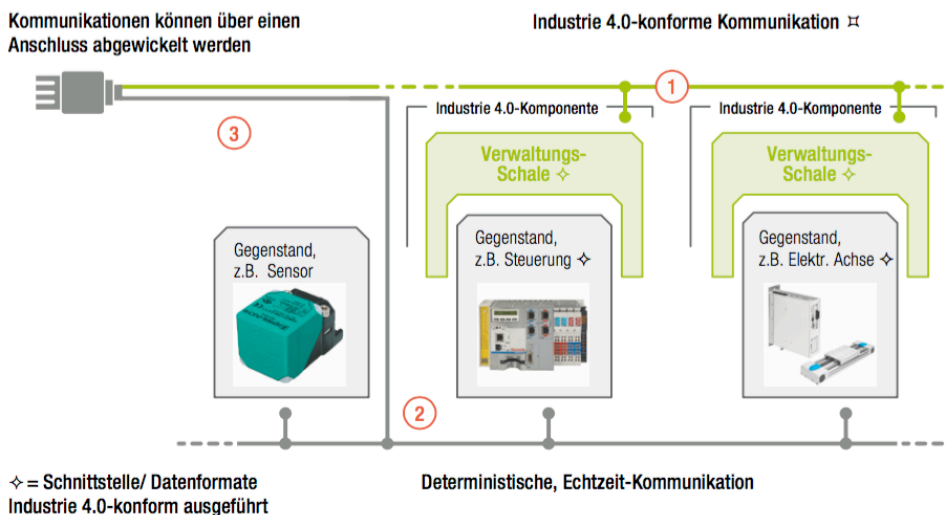 Kommunikationen können über einen
Anschluss abgewickelt werden
Industrie 4.0-konforme Kommunikation ¤
1
Industrie 4.0-Komponente
Industrie 4.0-Komponente
3
Verwaltungs-
Schale ✧
Verwaltungs-
Schale ✧
Gegenstand,
z.B. Sensor
Gegenstand,
z.B. Steuerung ✧
Gegenstand,
z.B. Elektr. Achse ✧
2
✧ = Schnittstelle/ Datenformate
Industrie 4.0-konform ausgeführt
Deterministische, Echtzeit-Kommunikation